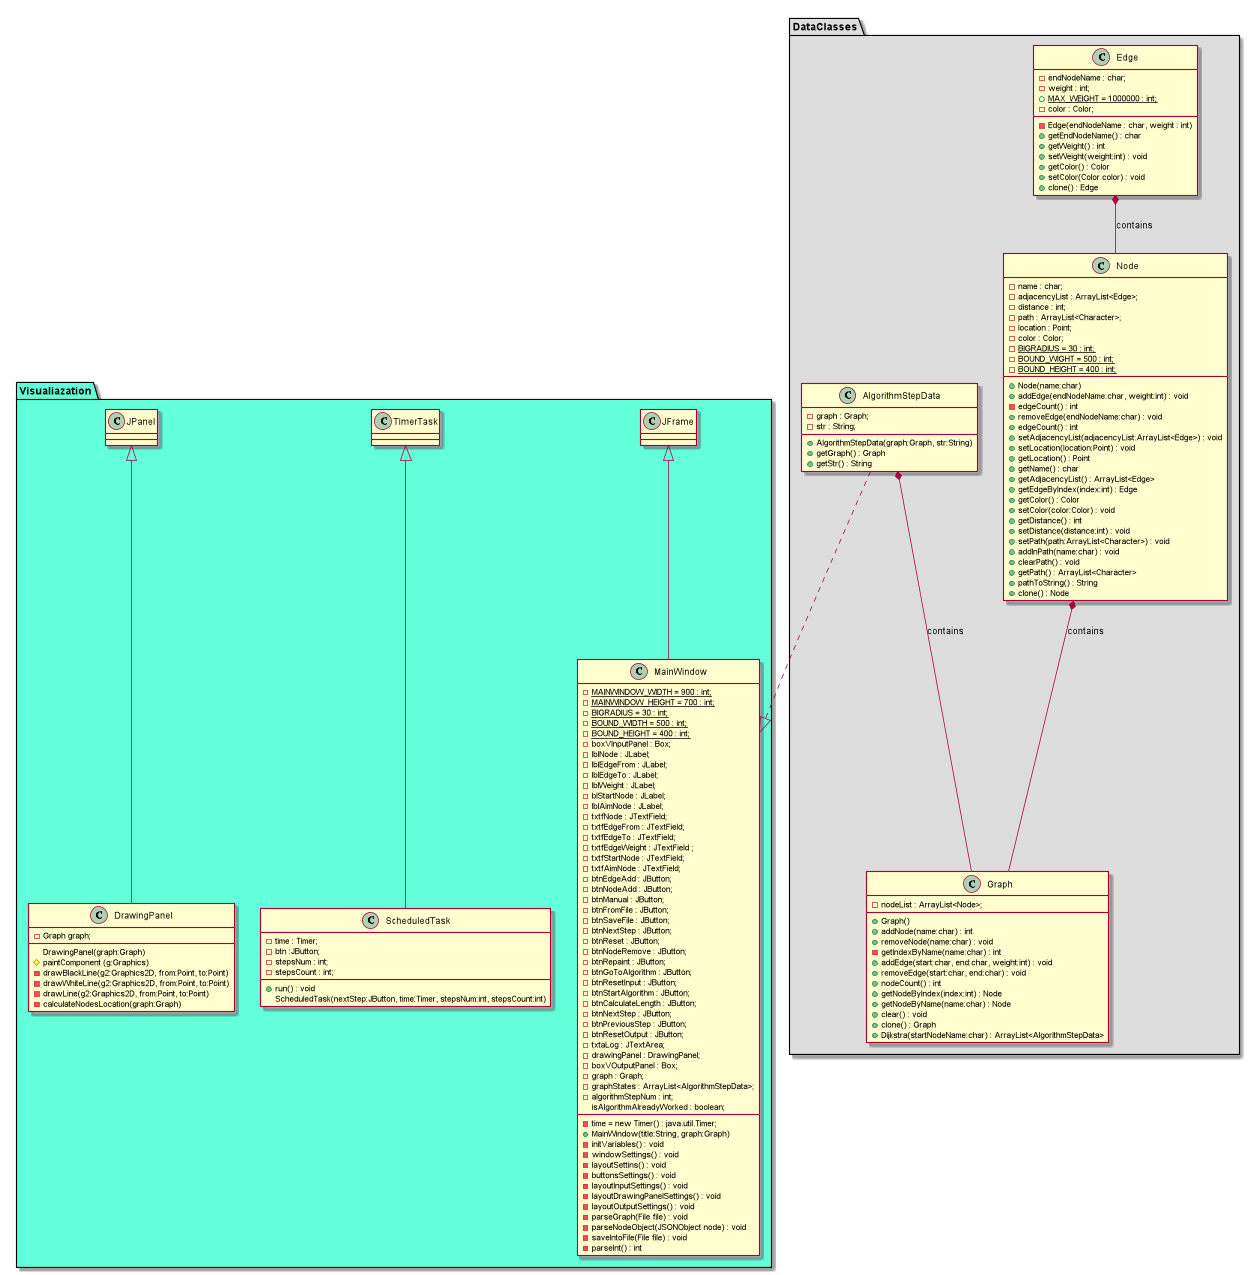 DataClasses
C Edge
endNodeName : char;
weight : int;
MAX_WEIGHT = 1000000 : int;
color : Color;
Edge(endNodeName : char, weight : int)
getEndNodeName() : char
getWeight() : int
setWeight(weight:int) : void
getColor() : Color
setColor(Color color) : void
clone() : Edge
contains
C Node
name : char;
adjacencyList : ArrayList<Edge>;
distance : int;
path : ArrayList<Character>;
location : Point;
color : Color;
BIGRADIUS = 30 : int;
BOUND_WIGHT = 500 : int;
BOUND_HEIGHT = 400 : int;
Node(name:char)
addEdge(endNodeName:char, weight:int) : void
edgeCount() : int
removeEdge(endNodeName:char) : void
edgeCount() : int
setAdjacencyList(adjacencyList:ArrayList<Edge>) : void
setLocation(location:Point) : void
getLocation() : Point
getName() : char
getAdjacencyList() : ArrayList<Edge>
getEdgeByIndex(index:int) : Edge
getColor() : Color
setColor(color:Color) : void
getDistance() : int
setDistance(distance:int) : void
setPath(path:ArrayList<Character>) : void
addInPath(name:char) : void
clearPath() : void
getPath() : ArrayList<Character>
pathToString() : String
clone() : Node
C AlgorithmStepData
graph : Graph;
str : String;
AlgorithmStepData(graph:Graph, str:String)
getGraph() : Graph
getStr() : String
contains
contains
C Graph
nodeList : ArrayList<Node>;
Graph()
addNode(name:char) : int
removeNode(name:char) : void
getIndexByName(name:char) : int
addEdge(start:char, end:char, weight:int) : void
removeEdge(start:char, end:char) : void
nodeCount() : int
getNodeByIndex(index:int) : Node
getNodeByName(name:char) : Node
clear() : void
clone() : Graph
Dijkstra(startNodeName:char) : ArrayList<AlgorithmStepData>
Visualiazation
C JPanel
C TimerTask
C JFrame
C MainWindow
MAINWINDOW_WIDTH = 900 : int;
MAINWINDOW_HEIGHT = 700 : int;
BIGRADIUS = 30 : int;
BOUND_WIDTH = 500 : int;
BOUND_HEIGHT = 400 : int;
boxVInputPanel : Box;
lblNode : JLabel;
lblEdgeFrom : JLabel;
lblEdgeTo : JLabel;
lblWeight : JLabel;
blStartNode : JLabel;
lblAimNode : JLabel;
txtfNode : JTextField;
txtfEdgeFrom : JTextField;
txtfEdgeTo : JTextField;
txtfEdgeWeight : JTextField ;
txtfStartNode : JTextField;
txtfAimNode : JTextField;
btnEdgeAdd : JButton;
btnNodeAdd : JButton;
btnManual : JButton;
btnFromFile : JButton;
btnSaveFile : JButton;
btnNextStep : JButton;
btnReset : JButton;
btnNodeRemove : JButton;
btnRepaint : JButton;
btnGoToAlgorithm : JButton;
btnResetInput : JButton;
btnStartAlgorithm : JButton;
btnCalculateLength : JButton;
btnNextStep : JButton;
btnPreviousStep : JButton;
btnResetOutput : JButton;
txtaLog : JTextArea;
drawingPanel : DrawingPanel;
boxVOutputPanel : Box;
graph : Graph;
graphStates : ArrayList<AlgorithmStepData>;
algorithmStepNum : int;
isAlgorithmAlreadyWorked : boolean;
time = new Timer() : java.util.Timer;
MainWindow(title:String, graph:Graph)
initVariables() : void
windowSettings() : void
layoutSettins() : void
buttonsSettings() : void
layoutInputSettings() : void
layoutDrawingPanelSettings() : void
layoutOutputSettings() : void
parseGraph(File file) : void
parseNodeObject(JSONObject node) : void
saveIntoFile(File file) : void
parseInt() : int
C DrawingPanel
Graph graph;
DrawingPanel(graph:Graph)
paintComponent (g:Graphics)
drawBlackLine(g2:Graphics2D, from:Point, to:Point)
drawWhiteLine(g2:Graphics2D, from:Point, to:Point)
drawLine(g2:Graphics2D, from:Point, to:Point)
calculateNodesLocation(graph:Graph)
C ScheduledTask
time : Timer;
btn :JButton;
stepsNum : int;
stepsCount : int;
run() : void
ScheduledTask(nextStep:JButton, time:Timer , stepsNum:int, stepsCount:int)